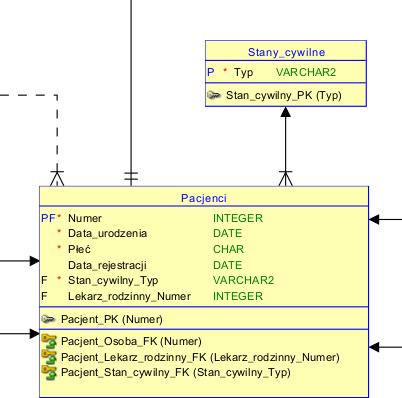 Stany_cywilne
P * Typ VARCHAR2
Stan_cywilny_PK (Typ)
Pacjenci
PF* Numer INTEGER
* Data_urodzenia DATE
* Płeć CHAR
Data_rejestracji DATE
F * Stan_cywilny_Typ VARCHAR2
F Lekarz_rodzinny_Numer INTEGER
Pacjent_PK (Numer)
Pacjent_Osoba_FK (Numer)
Pacjent_Lekarz_rodzinny_FK (Lekarz_rodzinny_Numer)
Pacjent_Stan_cywilny_FK (Stan_cywilny_Typ)